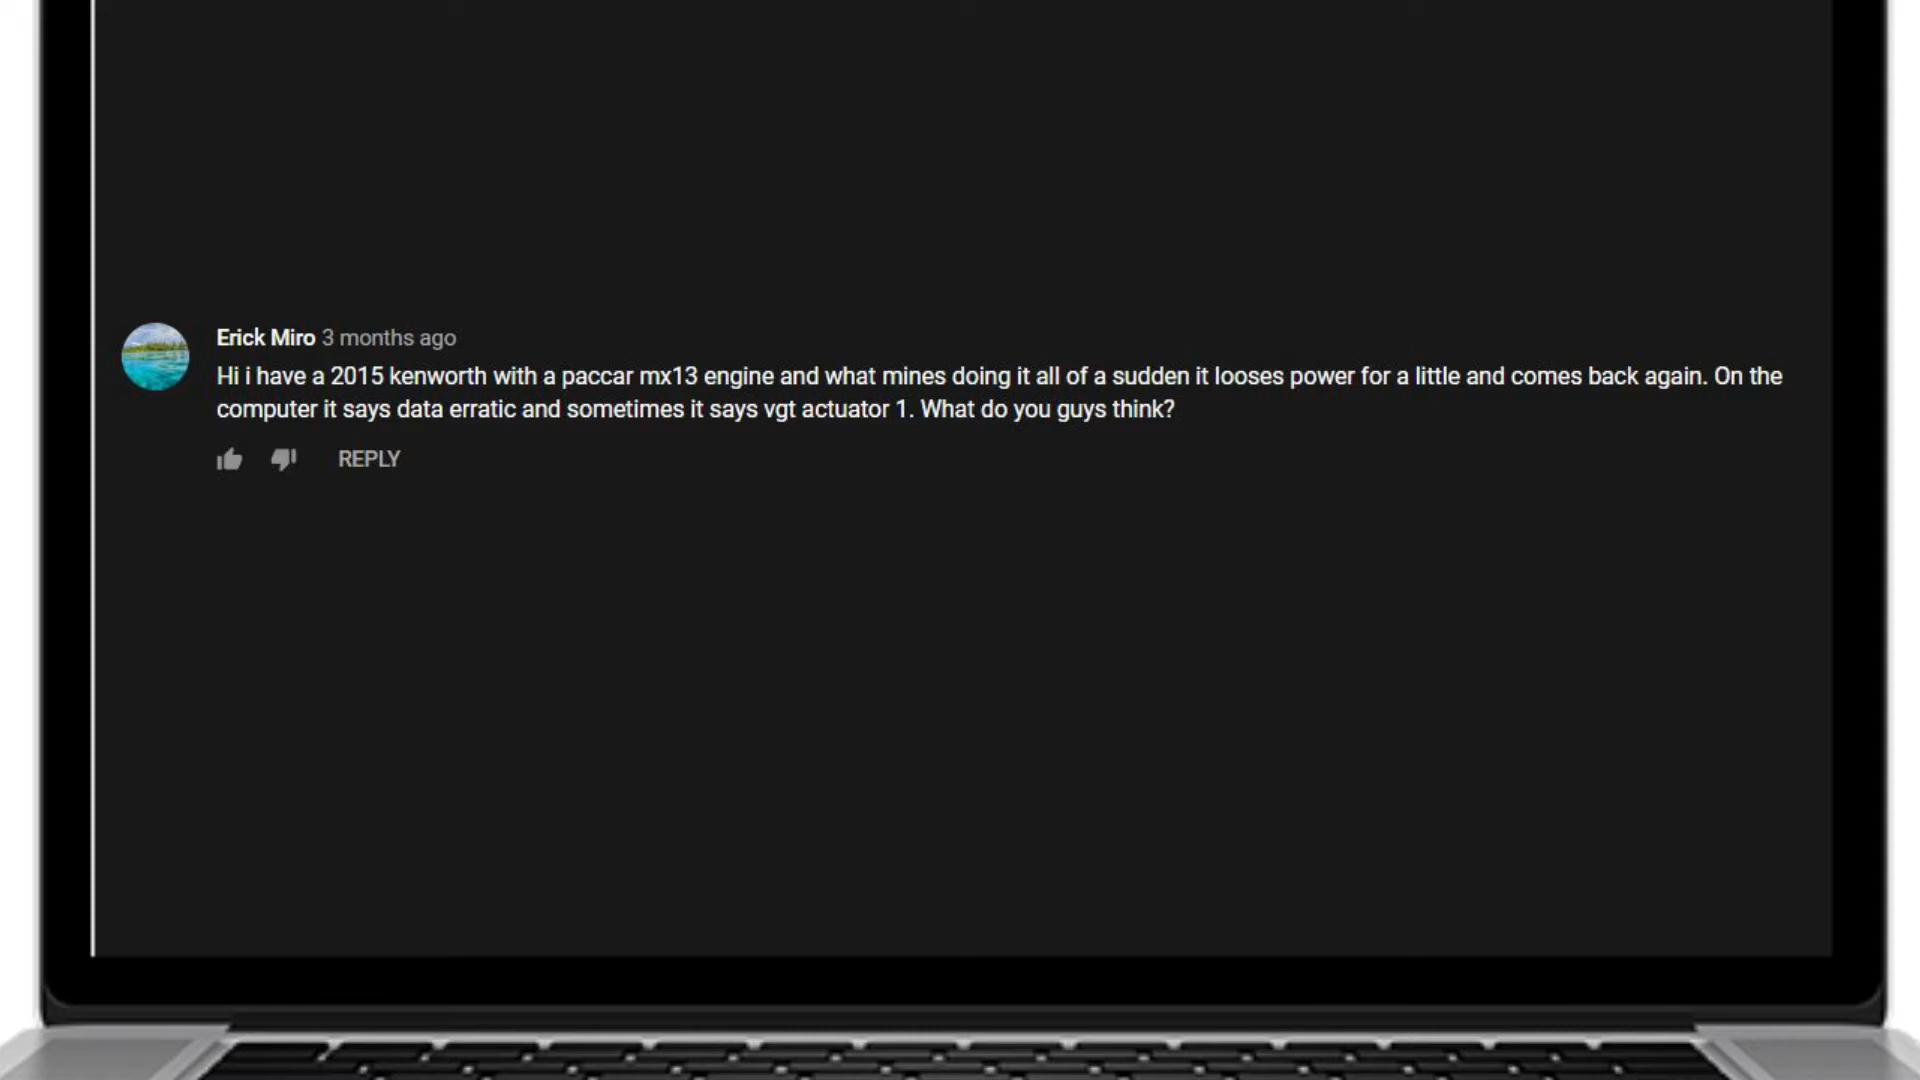 Erick Miro 3 months ago
Hi i have a 2015 kenworth with a paccar mx13 engine and what mines doing it all of a sudden it looses power for a little and comes back again. On the
computer it says data erratic and sometimes it says vgt actuator 1. What do you guys think?
REPLY